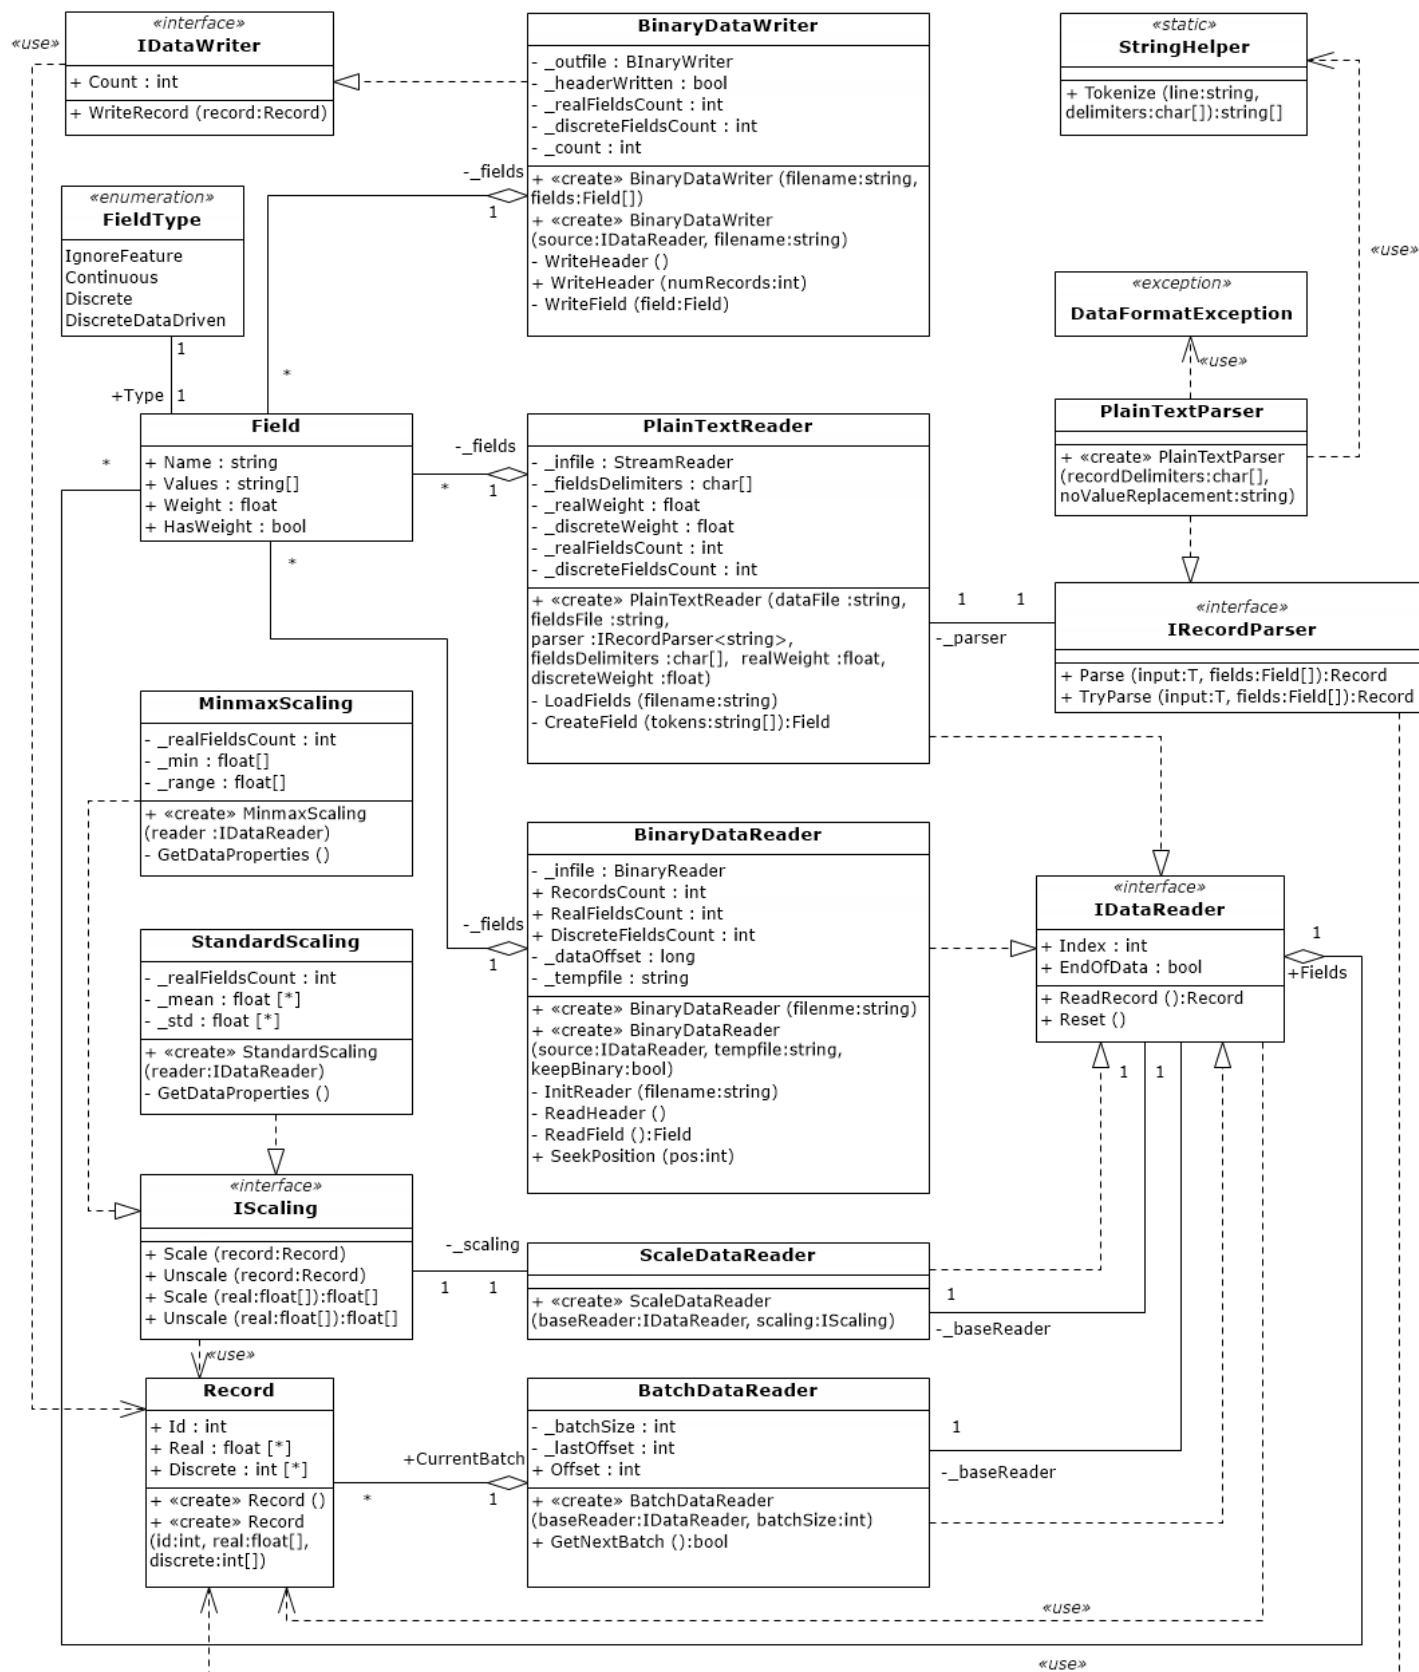 «use»
«interface»
IDataWriter
+ Count : int
+ WriteRecord (record:Record)
BinaryDataWriter
- _outfile : BInaryWriter
- _headerWritten : bool
- _realFieldsCount : int
- _discreteFieldsCount : int
- _count : int
+ «create» BinaryDataWriter (filename:string,
fields:Field[])
+ «create» BinaryDataWriter
(source:IDataReader, filename:string)
- WriteHeader ()
+ WriteHeader (numRecords:int)
- WriteField (field:Field)
«static»
StringHelper
+ Tokenize (line:string,
delimiters:char[]):string[]
-_fields
1
*
«use»
«enumeration»
FieldType
IgnoreFeature
Continuous
Discrete
DiscreteDataDriven
1
+Type
1
«exception»
DataFormatException
«use»
Field
+ Name : string
+ Values : string[]
+ Weight : float
+ HasWeight : bool
*
*
-_fields
*
1
PlainTextReader
- _infile : StreamReader
- _fieldsDelimiters : char[]
- _realWeight : float
- _discreteWeight : float
- _realFieldsCount : int
- _discreteFieldsCount : int
+ «create» PlainTextReader (dataFile :string,
fieldsFile :string,
parser :IRecordParser<string>,
fieldsDelimiters :char[], realWeight :float,
discreteWeight :float)
- LoadFields (filename:string)
- CreateField (tokens:string[]):Field
PlainTextParser
+ «create» PlainTextParser
(recordDelimiters:char[],
noValueReplacement:string)
1
1
-_parser
«interface»
IRecordParser
+ Parse (input:T, fields:Field[]):Record
+ TryParse (input:T, fields:Field[]):Record
MinmaxScaling
- _realFieldsCount : int
- _min : float[]
- _range : float[]
+ «create» MinmaxScaling
(reader :IDataReader)
- GetDataProperties ()
BinaryDataReader
- _infile : BinaryReader
+ RecordsCount : int
+ RealFieldsCount : int
+ DiscreteFieldsCount : int
- _dataOffset : long
- _tempfile : string
+ «create» BinaryDataReader (filenme:string)
+ «create» BinaryDataReader
(source:IDataReader, tempfile:string,
keepBinary:bool)
- InitReader (filename:string)
- ReadHeader ()
- ReadField ():Field
+ SeekPosition (pos:int)
-_fields
1
«interface»
IDataReader
+ Index : int
+ EndOfData : bool
+ ReadRecord ():Record
+ Reset ()
1
+Fields
1
1
StandardScaling
- _realFieldsCount : int
- _mean : float [*]
- _std : float [*]
+ «create» StandardScaling
(reader:IDataReader)
- GetDataProperties ()
«interface»
IScaling
+ Scale (record:Record)
+ Unscale (record:Record)
+ Scale (real:float[]):float[]
+ Unscale (real:float[]):float[]
-_scaling
1
1
ScaleDataReader
+ «create» ScaleDataReader
(baseReader:IDataReader, scaling:IScaling)
1
-_baseReader
«use»
Record
+ Id : int
+ Real : float [*]
+ Discrete : int [*]
+ «create» Record ()
+ «create» Record
(id:int, real:float[],
discrete:int[])
+CurrentBatch
*
1
BatchDataReader
- _batchSize : int
- _lastOffset : int
+ Offset : int
+ «create» BatchDataReader
(baseReader:IDataReader, batchSize:int)
+ GetNextBatch ():bool
1
-_baseReader
«use»
«use»